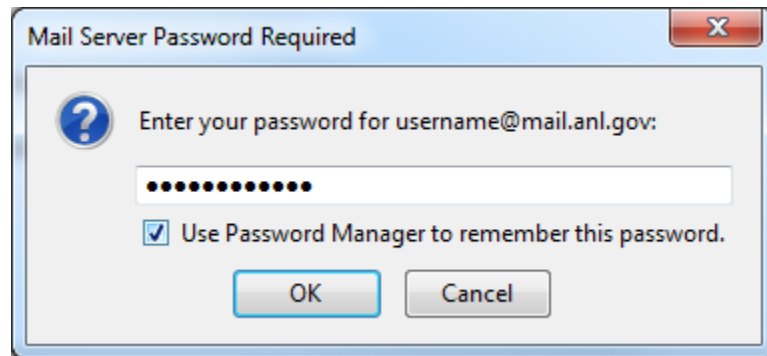 Mail Server Password Required
Enter your password for username@mail.anl.gov:
••••••••••••
Use Password Manager to remember this password.
OK Cancel